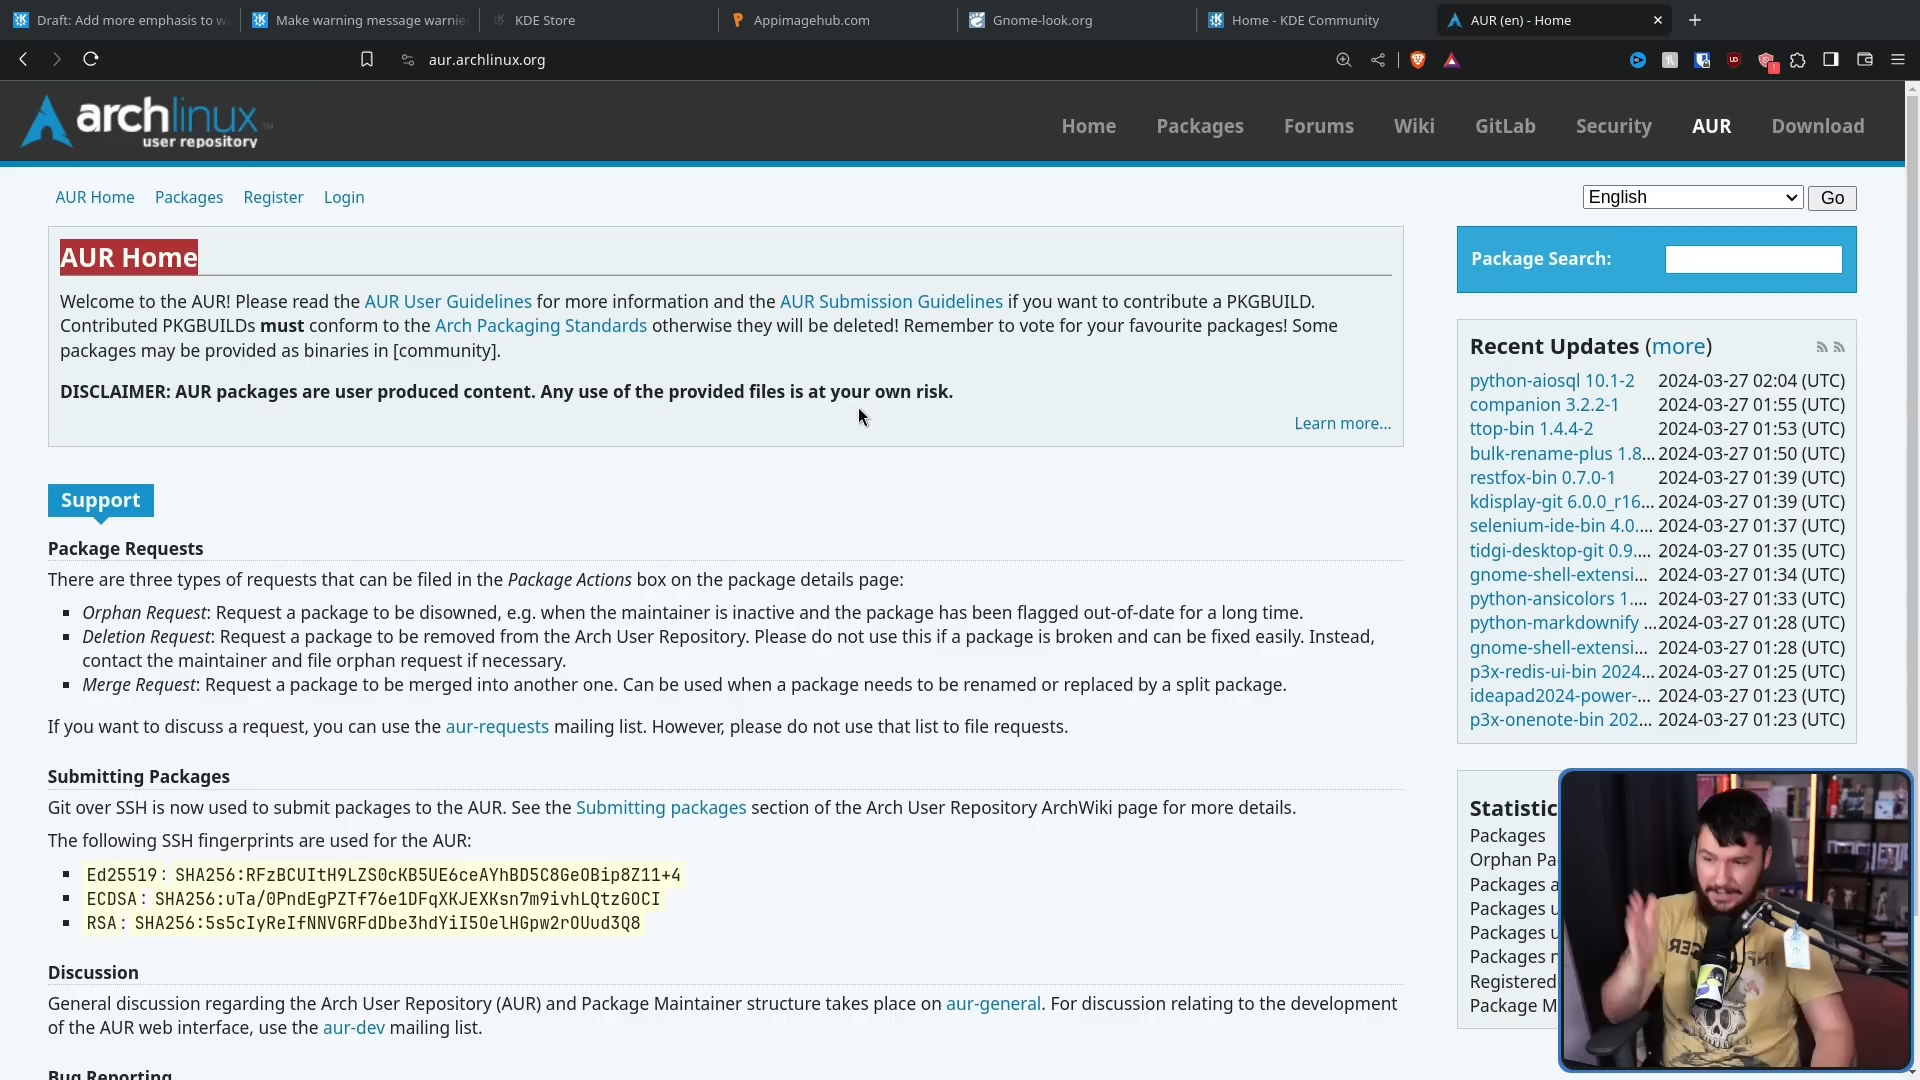 Draft: Add more emphasis to w
Make warning message warnie
KDE Store
Appimagehub.com
Gnome-look.org
Home - KDE Community
AUR (en) - Home
aur.archlinux.org
archlinux™
user repository
Home Packages Forums Wiki GitLab Security AUR Download
AUR Home Packages Register Login
English Go
AUR Home
Welcome to the AUR! Please read the AUR User Guidelines for more information and the AUR Submission Guidelines if you want to contribute a PKGBUILD.
Contributed PKGBUILDs must conform to the Arch Packaging Standards otherwise they will be deleted! Remember to vote for your favourite packages! Some
packages may be provided as binaries in [community].
DISCLAIMER: AUR packages are user produced content. Any use of the provided files is at your own risk.
Learn more...
Support
Package Requests
There are three types of requests that can be filed in the Package Actions box on the package details page:
Orphan Request: Request a package to be disowned, e.g. when the maintainer is inactive and the package has been flagged out-of-date for a long time.
Deletion Request: Request a package to be removed from the Arch User Repository. Please do not use this if a package is broken and can be fixed easily. Instead,
contact the maintainer and file orphan request if necessary.
Merge Request: Request a package to be merged into another one. Can be used when a package needs to be renamed or replaced by a split package.
If you want to discuss a request, you can use the aur-requests mailing list. However, please do not use that list to file requests.
Submitting Packages
Git over SSH is now used to submit packages to the AUR. See the Submitting packages section of the Arch User Repository ArchWiki page for more details.
The following SSH fingerprints are used for the AUR:
Ed25519: SHA256:RFzBCUItH9LZS0cKB5UE6ceAYhBD5C8GeOBip8Z11+4
ECDSA: SHA256:uTa/0PndEgPZTf76e1DFqXKJEXKsn7m9ivhLQtzGOCI
RSA: SHA256:5s5cIyReIfNNVGRFdDbe3hdYiI5OelHGpw2rOUud3Q8
Discussion
General discussion regarding the Arch User Repository (AUR) and Package Maintainer structure takes place on aur-general. For discussion relating to the development
of the AUR web interface, use the aur-dev mailing list.
Bug Reporting
Package Search:
Recent Updates (more)
python-aiosql 10.1-2 2024-03-27 02:04 (UTC)
companion 3.2.2-1 2024-03-27 01:55 (UTC)
ttop-bin 1.4.4-2 2024-03-27 01:53 (UTC)
bulk-rename-plus 1.8... 2024-03-27 01:50 (UTC)
restfox-bin 0.7.0-1 2024-03-27 01:39 (UTC)
kdisplay-git 6.0.0_r16... 2024-03-27 01:39 (UTC)
selenium-ide-bin 4.0.... 2024-03-27 01:37 (UTC)
tidgi-desktop-git 0.9.... 2024-03-27 01:35 (UTC)
gnome-shell-extensi... 2024-03-27 01:34 (UTC)
python-ansicolors 1.... 2024-03-27 01:33 (UTC)
python-markdownify ... 2024-03-27 01:28 (UTC)
gnome-shell-extensi... 2024-03-27 01:28 (UTC)
p3x-redis-ui-bin 2024... 2024-03-27 01:25 (UTC)
ideapad2024-power-... 2024-03-27 01:23 (UTC)
p3x-onenote-bin 202... 2024-03-27 01:23 (UTC)
Statistic
Packages
Orphan Pa
Packages a
Packages u
Packages u
Packages n
Registered
Package M